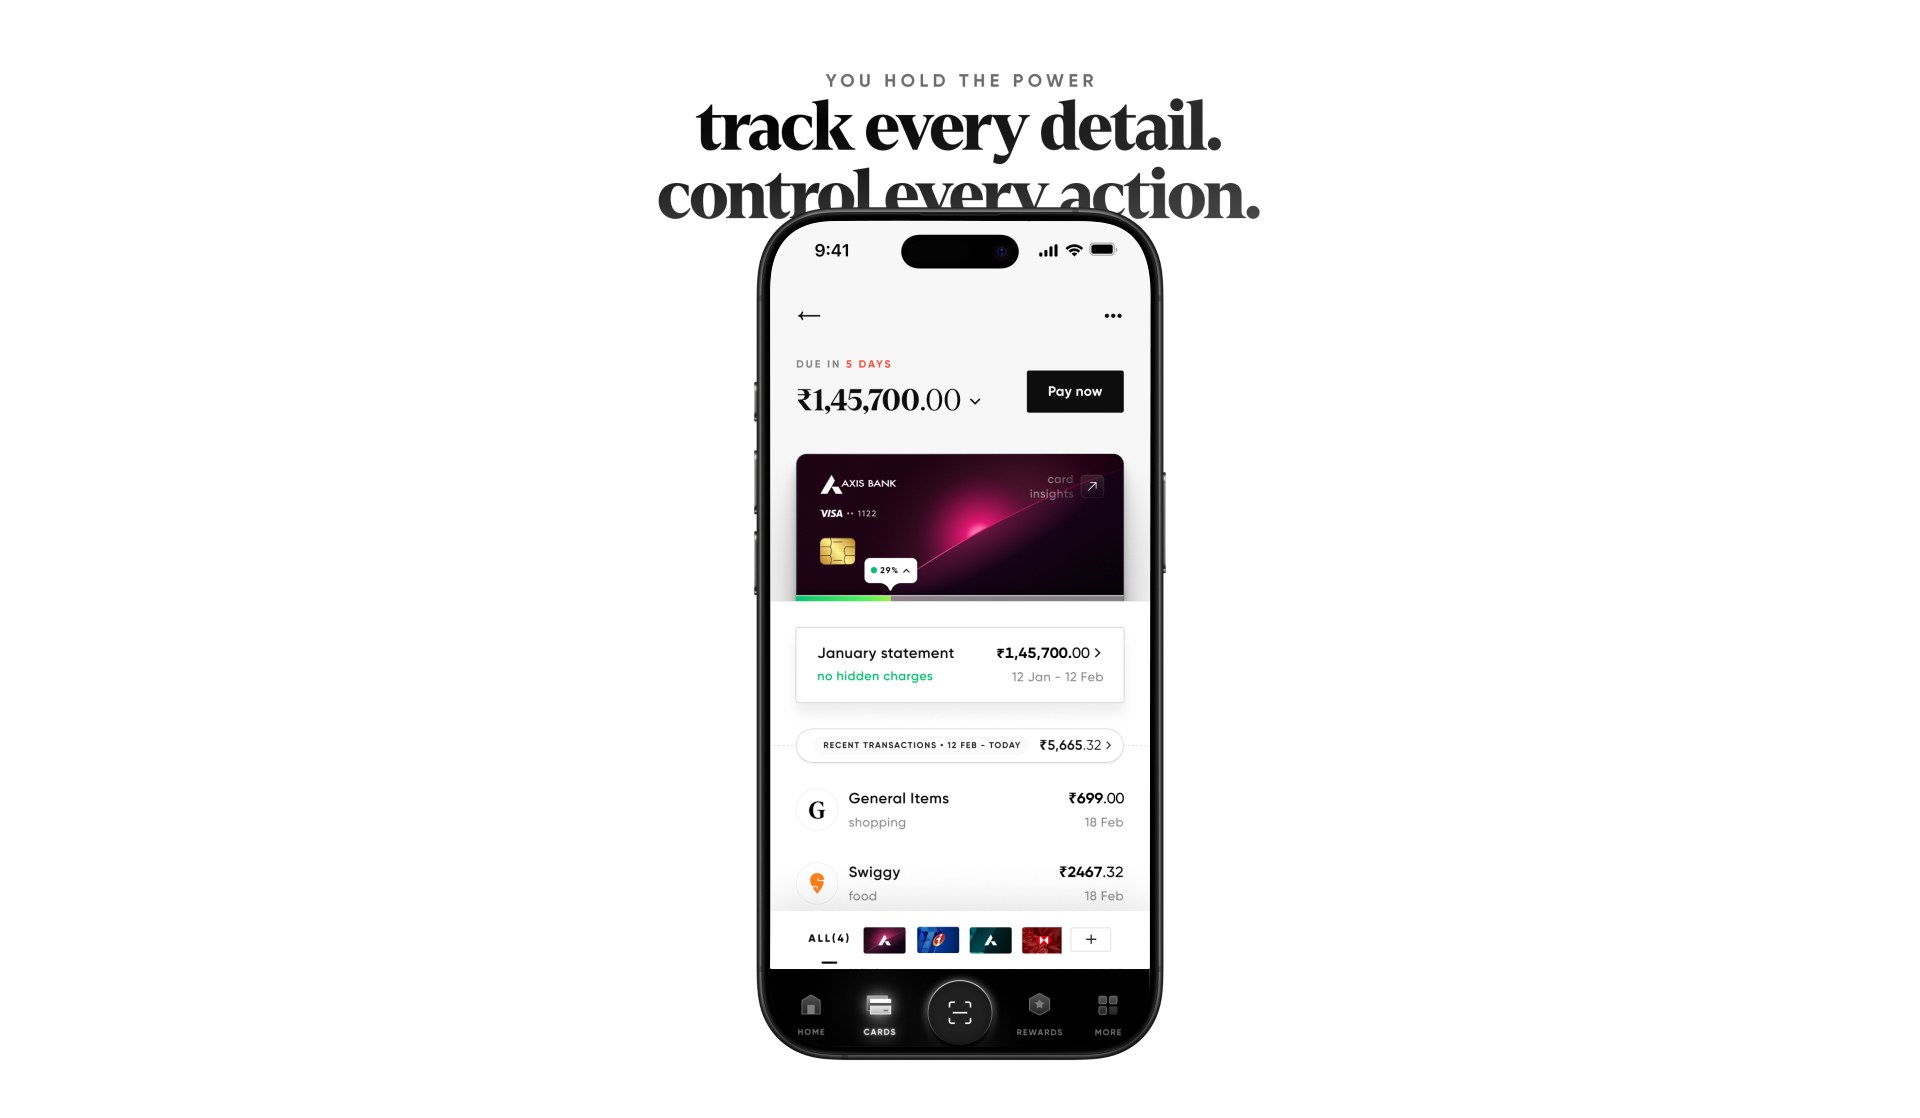 YOU HOLD THE POWER
track every detail.
control every action.
9:41
DUE IN 5 DAYS
₹1,45,700.00
Pay now
AXIS BANK
card
insights
VISA •• 1122
29%
January statement
₹1,45,700.00
no hidden charges
12 Jan - 12 Feb
RECENT TRANSACTIONS • 12 FEB - TODAY
₹5,665.32
G
General Items
₹699.00
shopping
18 Feb
Swiggy
₹2467.32
food
18 Feb
ALL(4)
HOME
CARDS
REWARDS
MORE